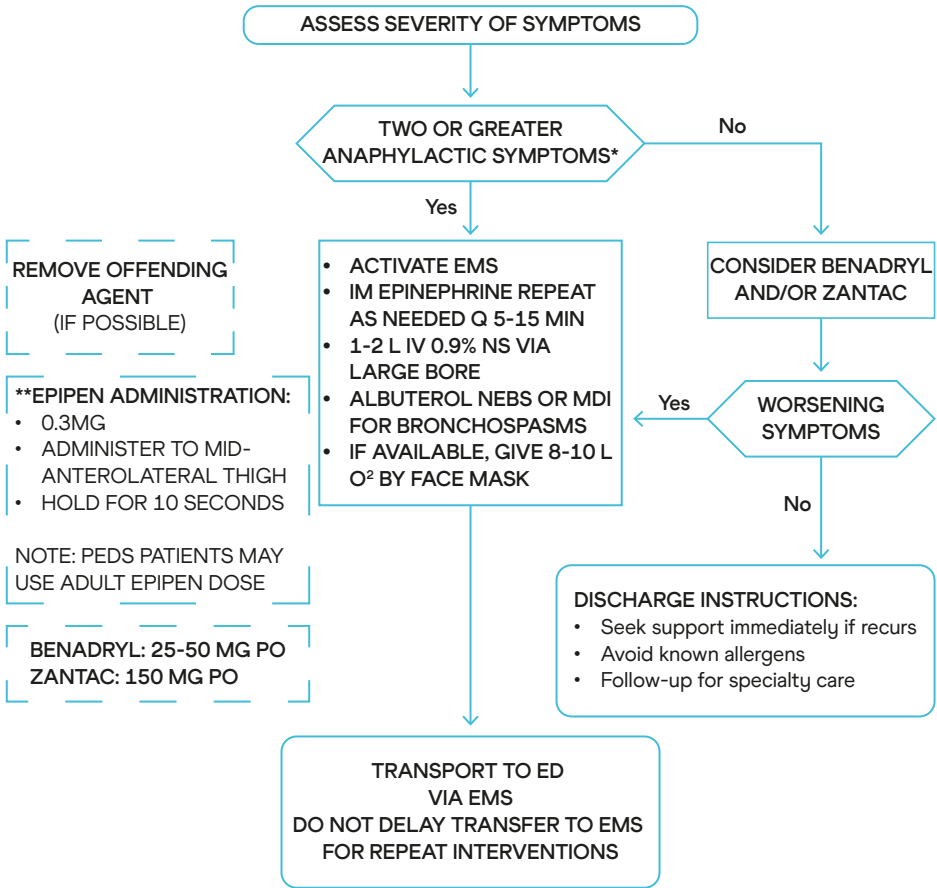 ASSESS SEVERITY OF SYMPTOMS
TWO OR GREATER
ANAPHYLACTIC SYMPTOMS*
No
Yes
REMOVE OFFENDING
AGENT
(IF POSSIBLE)
**EPIPEN ADMINISTRATION:
• 0.3MG
• ADMINISTER TO MID-
ANTEROLATERAL THIGH
• HOLD FOR 10 SECONDS
NOTE: PEDS PATIENTS MAY
USE ADULT EPIPEN DOSE
BENADRYL: 25-50 MG PO
ZANTAC: 150 MG PO
• ACTIVATE EMS
• IM EPINEPHRINE REPEAT
AS NEEDED Q 5-15 MIN
• 1-2 L IV 0.9% NS VIA
LARGE BORE
• ALBUTEROL NEBS OR MDI
FOR BRONCHOSPASMS
• IF AVAILABLE, GIVE 8-10 L
O² BY FACE MASK
CONSIDER BENADRYL
AND/OR ZANTAC
Yes
WORSENING
SYMPTOMS
No
DISCHARGE INSTRUCTIONS:
• Seek support immediately if recurs
• Avoid known allergens
• Follow-up for specialty care
TRANSPORT TO ED
VIA EMS
DO NOT DELAY TRANSFER TO EMS
FOR REPEAT INTERVENTIONS